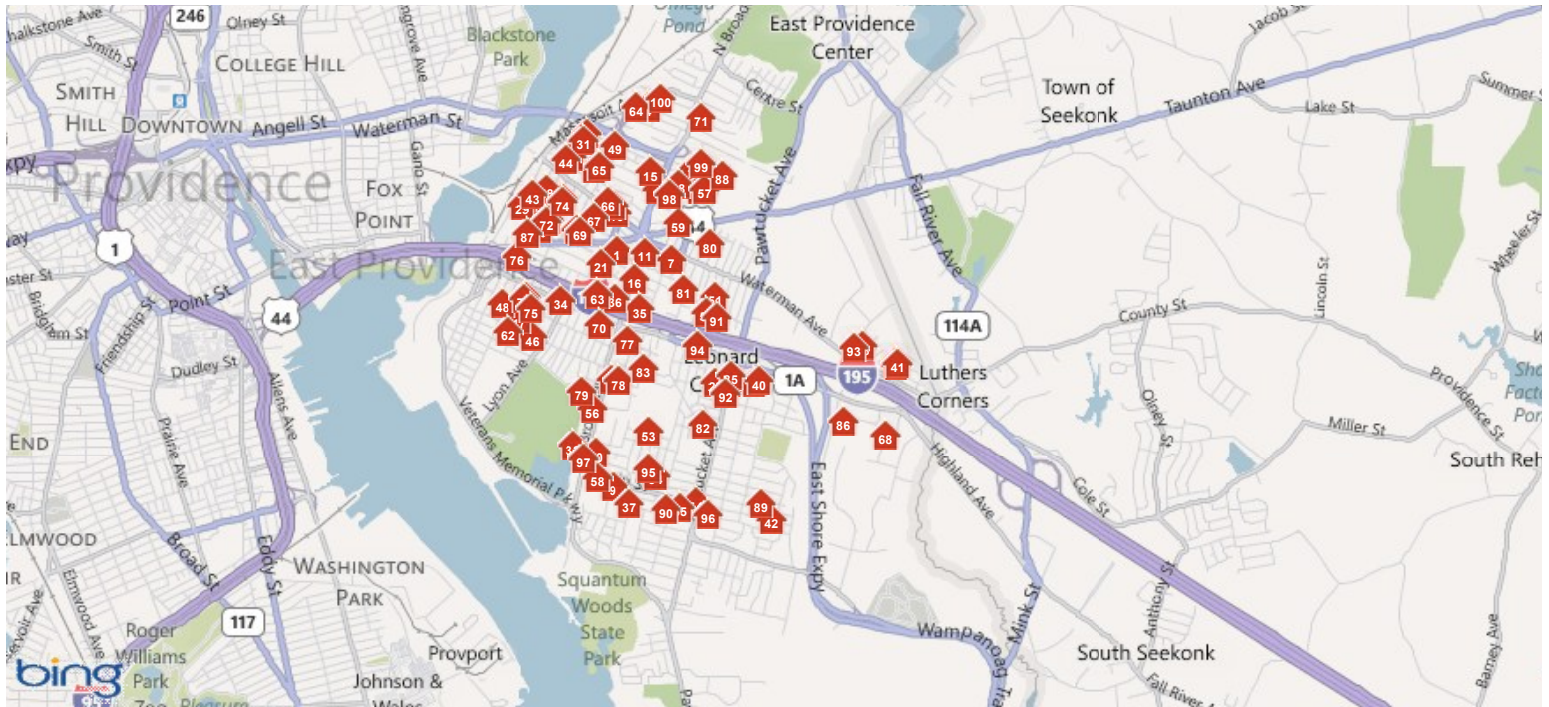 246
Olney St
Smith St
COLLEGE HILL
Blackstone
Park
Pond
N Broad
East Providence
Center
Centre St
Jacob St
Town of
Seekonk
Taunton Ave
Summer S
Lake St
SMITH
HILL
DOWNTOWN
Angell St
Waterman St
Gano St
Providence
FOX
POINT
East Providence
1
44
Point St
Friendship St
Dudley St
Allens Ave
Prairie Ave
Broad St
Eddy St
Elmwood Ave
WASHINGTON
PARK
117
Roger
Williams
Park
Provport
Johnson &
Lyon Ave
Veterans Memorial Pkwy
Squantum
Woods
State
Park
Pawtucket Ave
Waterman Ave
Fall River Ave
114A
County St
Lincoln St
Wheeler St
Leonard
1A
195
Luthers
Corners
Olney St
Miller St
Providence St
South Reh
Highland Ave
Cole St
East Shore Expy
Wampanoag Tra
Mink St
Anthony St
South Seekonk
Fall River A
Barney Ave
bing
100
64
71
31
49
44
65
15
99
88
57
98
43
74
66
67
72
87
69
59
80
76
1
11
7
21
16
81
48
75
34
63
35
91
62
46
70
77
94
93
41
83
78
79
56
40
92
86
68
53
82
97
95
58
37
90
96
89
42